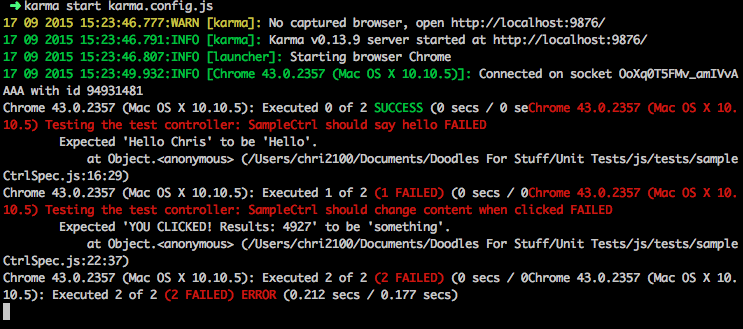 ➜karma start karma.config.js
17 09 2015 15:23:46.777:WARN [karma]: No captured browser, open http://localhost:9876/
17 09 2015 15:23:46.791:INFO [karma]: Karma v0.13.9 server started at http://localhost:9876/
17 09 2015 15:23:46.807:INFO [launcher]: Starting browser Chrome
17 09 2015 15:23:49.932:INFO [Chrome 43.0.2357 (Mac OS X 10.10.5)]: Connected on socket OoXq0T5FMv_amIVvA
AAA with id 94931481
Chrome 43.0.2357 (Mac OS X 10.10.5): Executed 0 of 2 SUCCESS (0 secs / 0 seChrome 43.0.2357 (Mac OS X 10.
10.5) Testing the test controller: SampleCtrl should say hello FAILED
Expected 'Hello Chris' to be 'Hello'.
at Object.<anonymous> (/Users/chri2100/Documents/Doodles For Stuff/Unit Tests/js/tests/sample
CtrlSpec.js:16:29)
Chrome 43.0.2357 (Mac OS X 10.10.5): Executed 1 of 2 (1 FAILED) (0 secs / 0Chrome 43.0.2357 (Mac OS X 10.
10.5) Testing the test controller: SampleCtrl should change content when clicked FAILED
Expected 'YOU CLICKED! Results: 4927' to be 'something'.
at Object.<anonymous> (/Users/chri2100/Documents/Doodles For Stuff/Unit Tests/js/tests/sample
CtrlSpec.js:22:37)
Chrome 43.0.2357 (Mac OS X 10.10.5): Executed 2 of 2 (2 FAILED) (0 secs / 0Chrome 43.0.2357 (Mac OS X 10.
10.5): Executed 2 of 2 (2 FAILED) ERROR (0.212 secs / 0.177 secs)